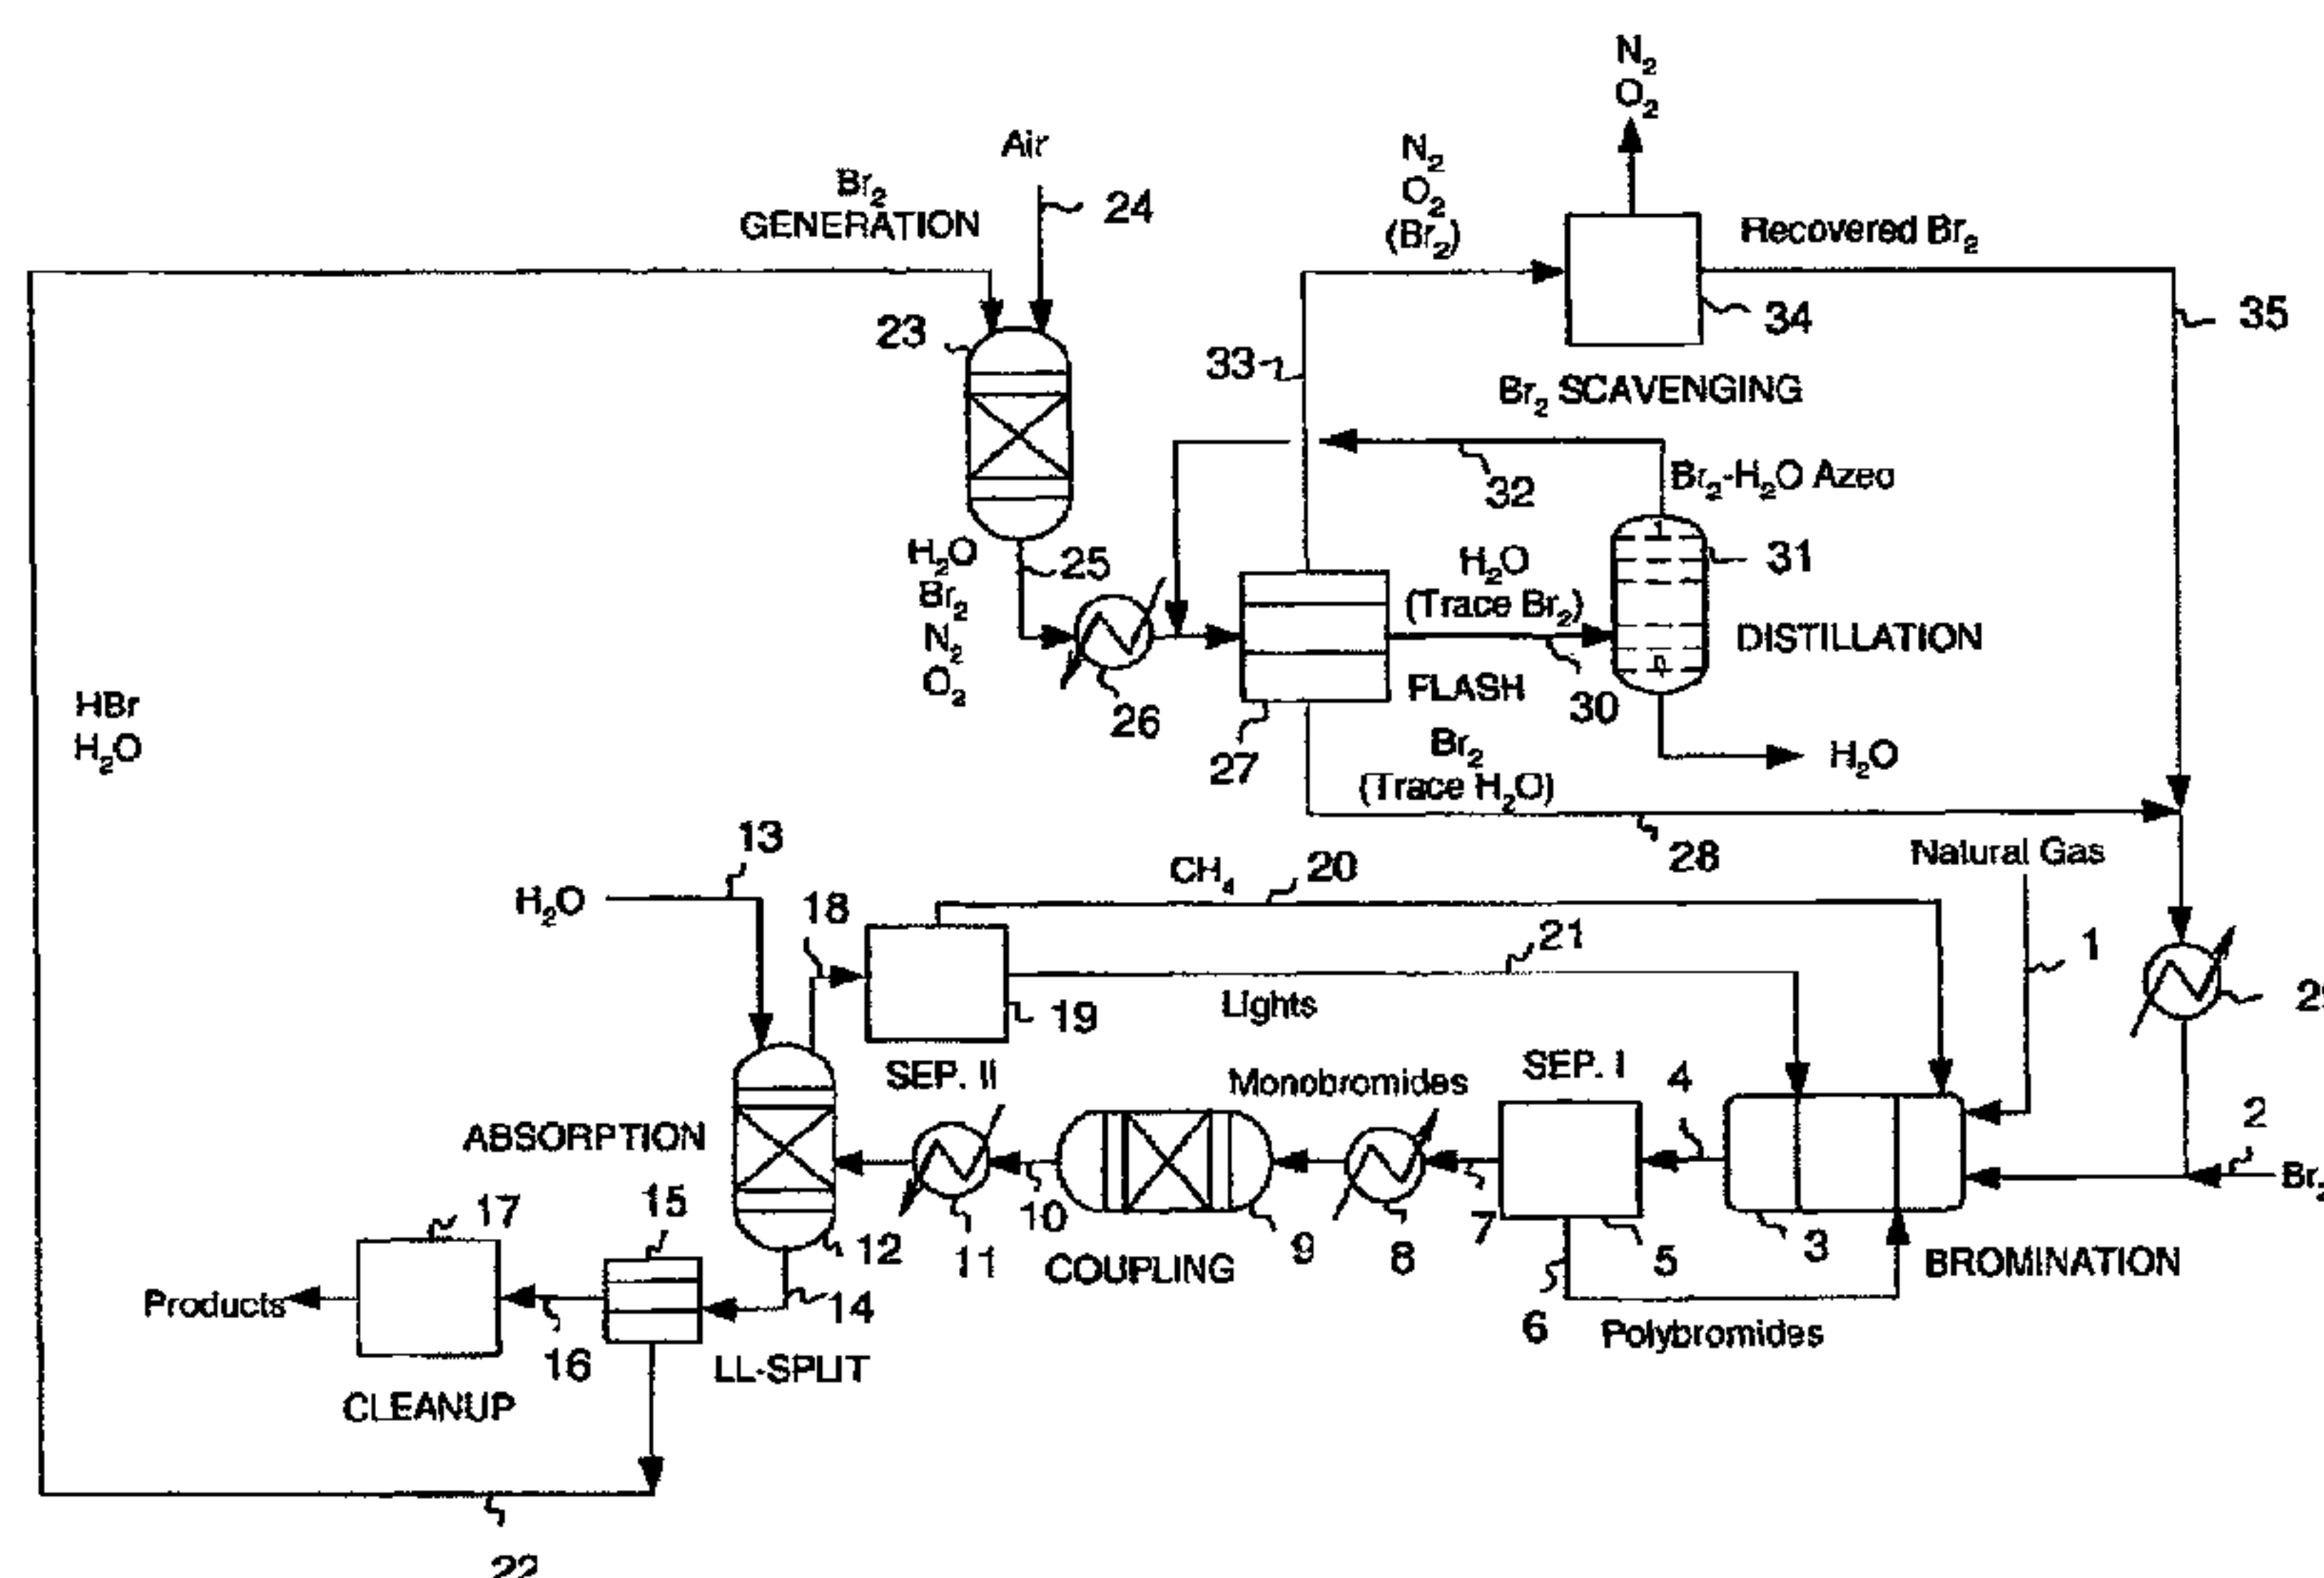 N2
O2
Air
24
Br2
GENERATION
N2
O2
(Br2)
Recovered Br2
23
33
34
35
Br2 SCAVENGING
32
Br2-H2O Azeo
H2O
Br2
N2
O2
25
26
H2O
(Trace Br2)
31
1
n
DISTILLATION
FLASH
30
27
Br2
(Trace H2O)
H2O
HBr
H2O
28
Natural Gas
13
H2O
18
CH4
20
21
1
Lights
19
SEP. II
SEP. I
Monobromides
4
2
Br2
ABSORPTION
15
17
12
11
10
COUPLING
9
8
7
5
3
BROMINATION
Products
14
16
LL-SPLIT
6
Polybromides
CLEANUP
22